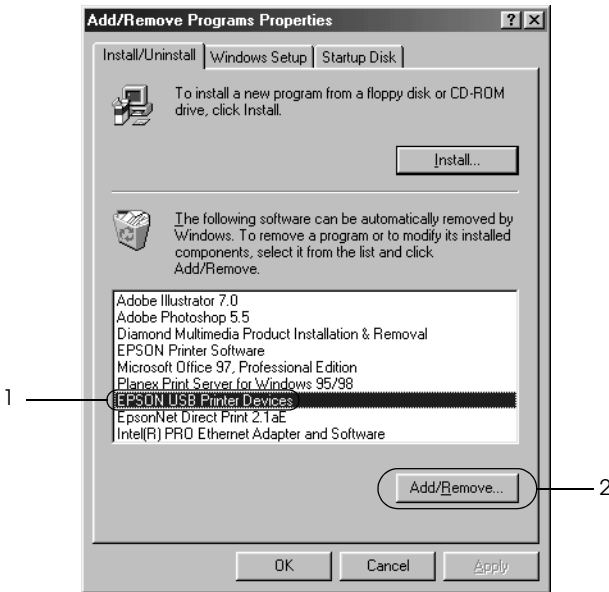 Add/Remove Programs Properties
Install/Uninstall Windows Setup Startup Disk
To install a new program from a floppy disk or CD-ROM
drive, click Install.
Install...
The following software can be automatically removed by
Windows. To remove a program or to modify its installed
components, select it from the list and click
Add/Remove.
Adobe Illustrator 7.0
Adobe Photoshop 5.5
Diamond Multimedia Product Installation & Removal
EPSON Printer Software
Microsoft Office 97, Professional Edition
Planex Print Server for Windows 95/98
1 EPSON USB Printer Devices
EpsonNet Direct Print 2.1aE
Intel(R) PRO Ethernet Adapter and Software
Add/Remove... 2
OK Cancel Apply